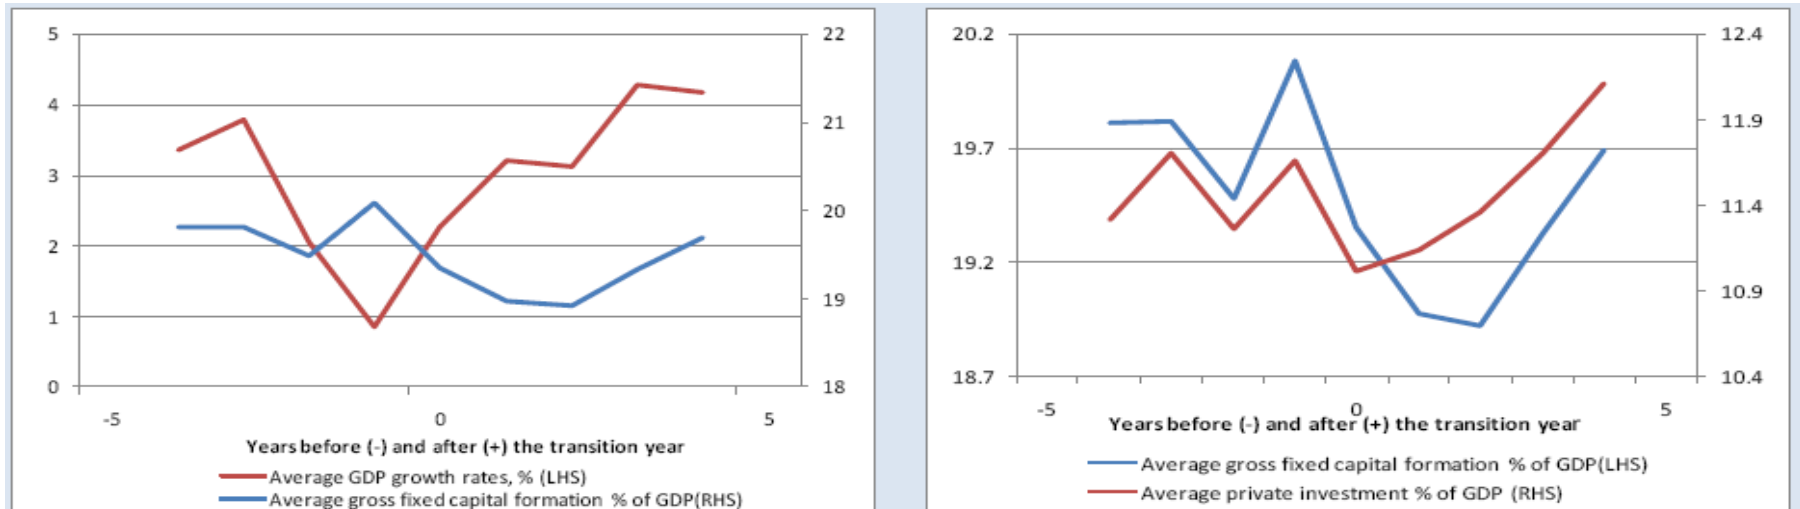 5
4
3
2
1
0
22
21
20
19
18
-5 0 5
Years before (-) and after (+) the transition year
Average GDP growth rates, % (LHS)
Average gross fixed capital formation % of GDP(RHS)
20.2
19.7
19.2
18.7
12.4
11.9
11.4
10.9
10.4
-5 0 5
Years before (-) and after (+) the transition year
Average gross fixed capital formation % of GDP(LHS)
Average private investment % of GDP (RHS)